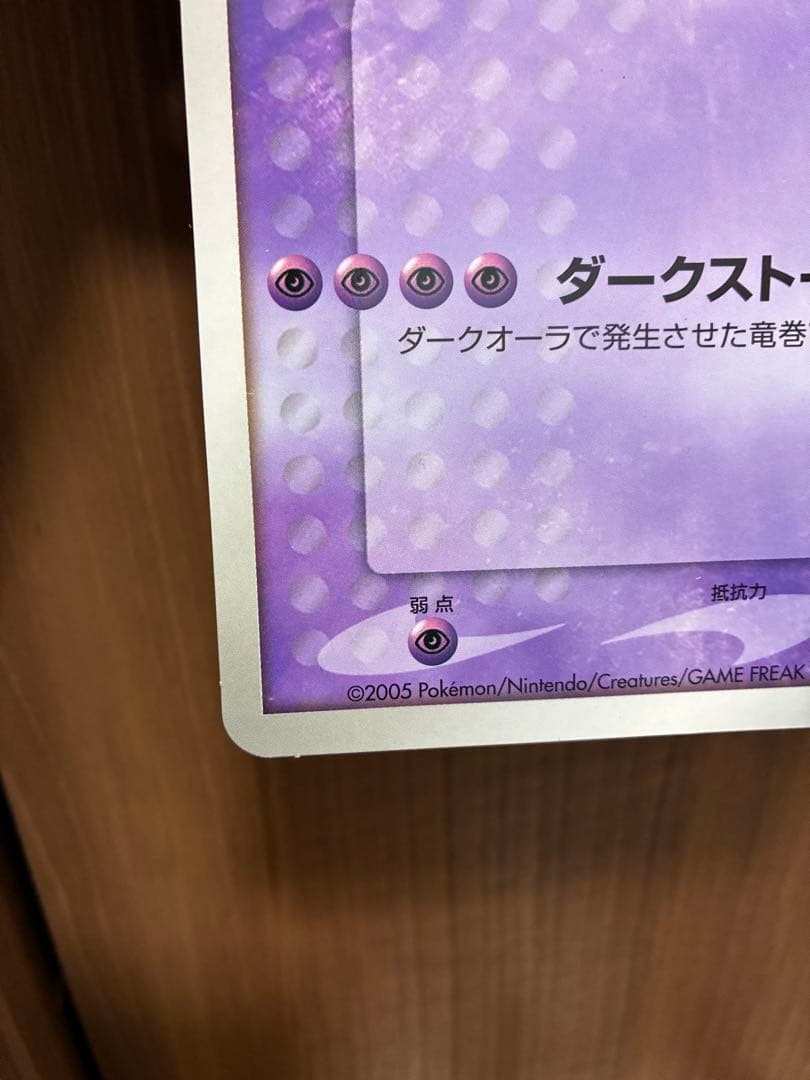 ダークスト
ダークオーラで発生させた竜巻
弱点
抵抗力
©2005 Pokémon/Nintendo/Creatures/GAME FREAK